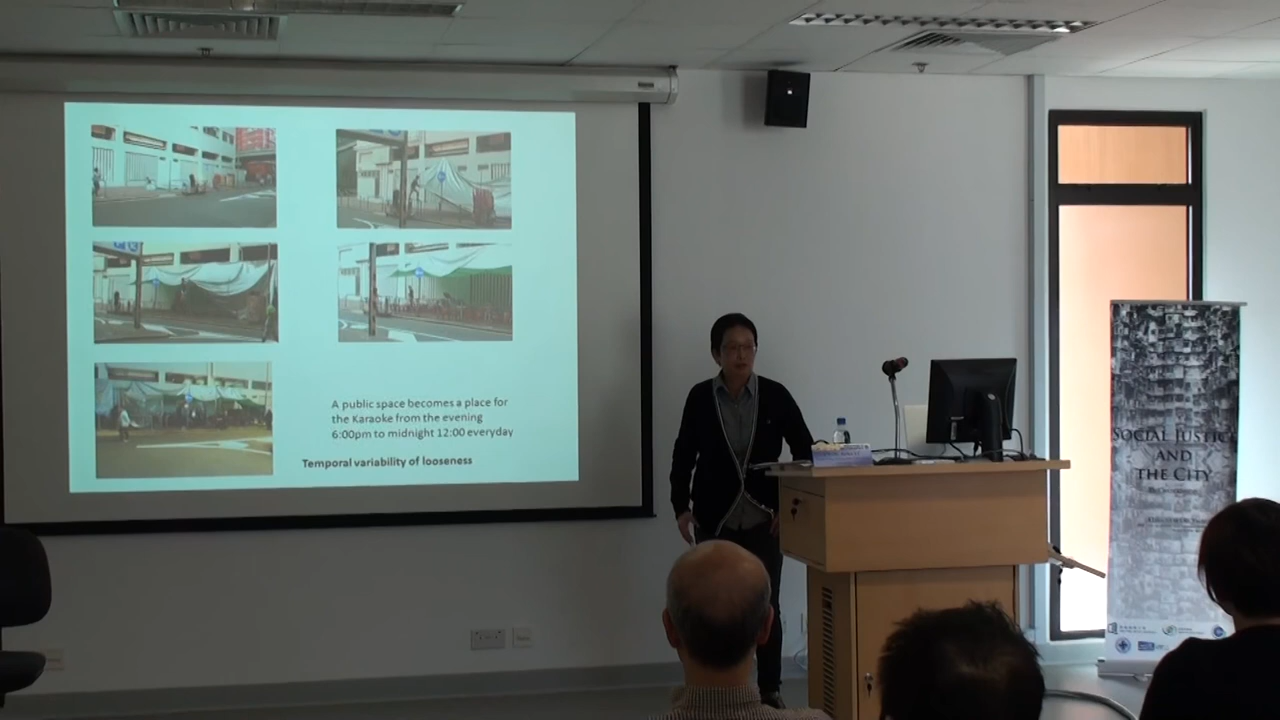 A public space becomes a place for
the Karaoke from the evening
6:00pm to midnight 12:00 everyday
Temporal variability of looseness
SOCIAL JUSTICE
AND
THE CITY